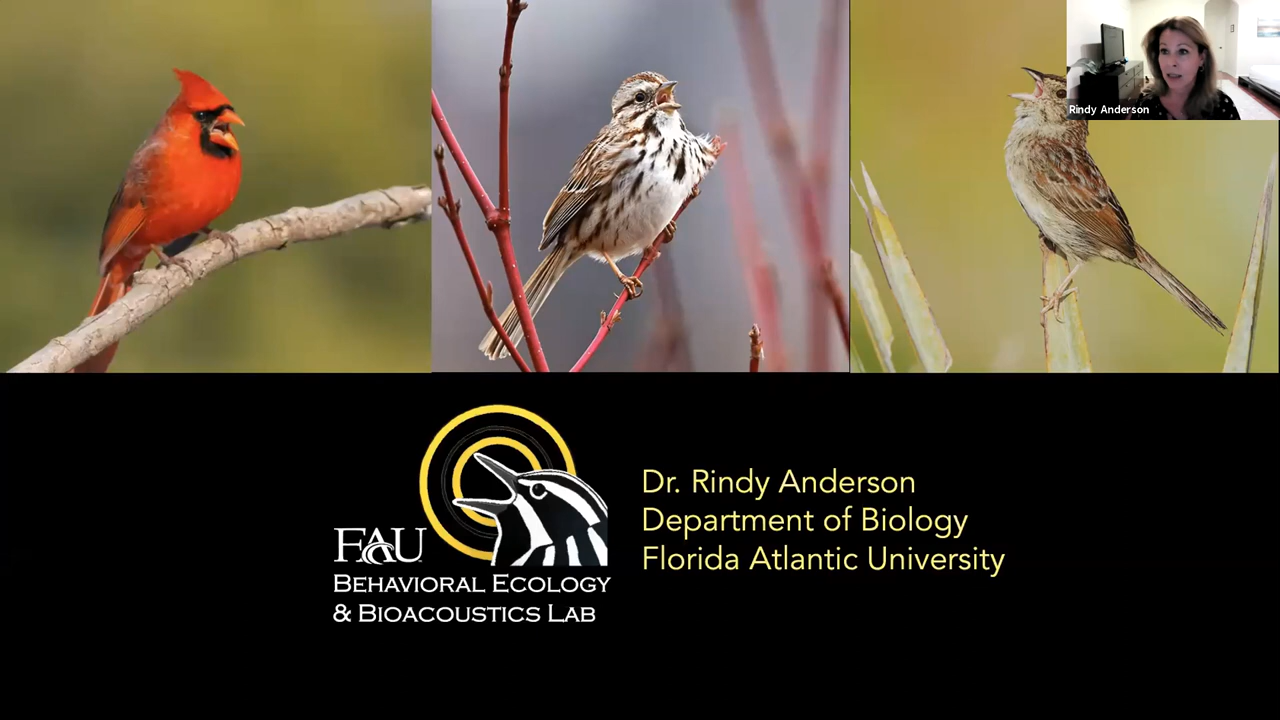 Rindy Anderson
Dr. Rindy Anderson
Department of Biology
Florida Atlantic University
FAU
BEHAVIORAL ECOLOGY
& BIOACOUSTICS LAB